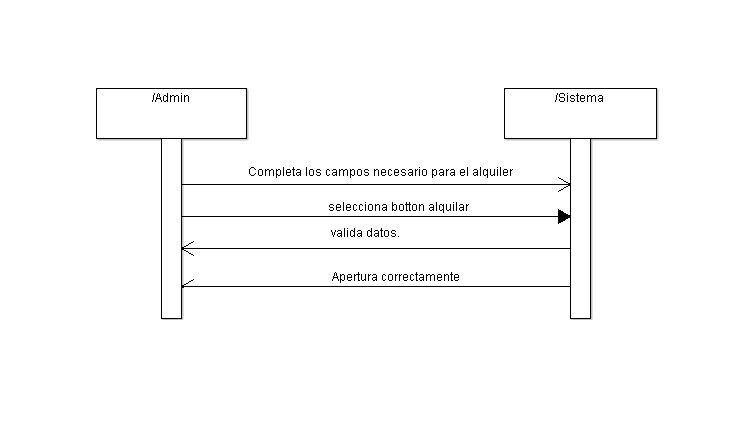 /Admin
/Sistema
Completa los campos necesario para el alquiler
selecciona botton alquilar
valida datos.
Apertura correctamente